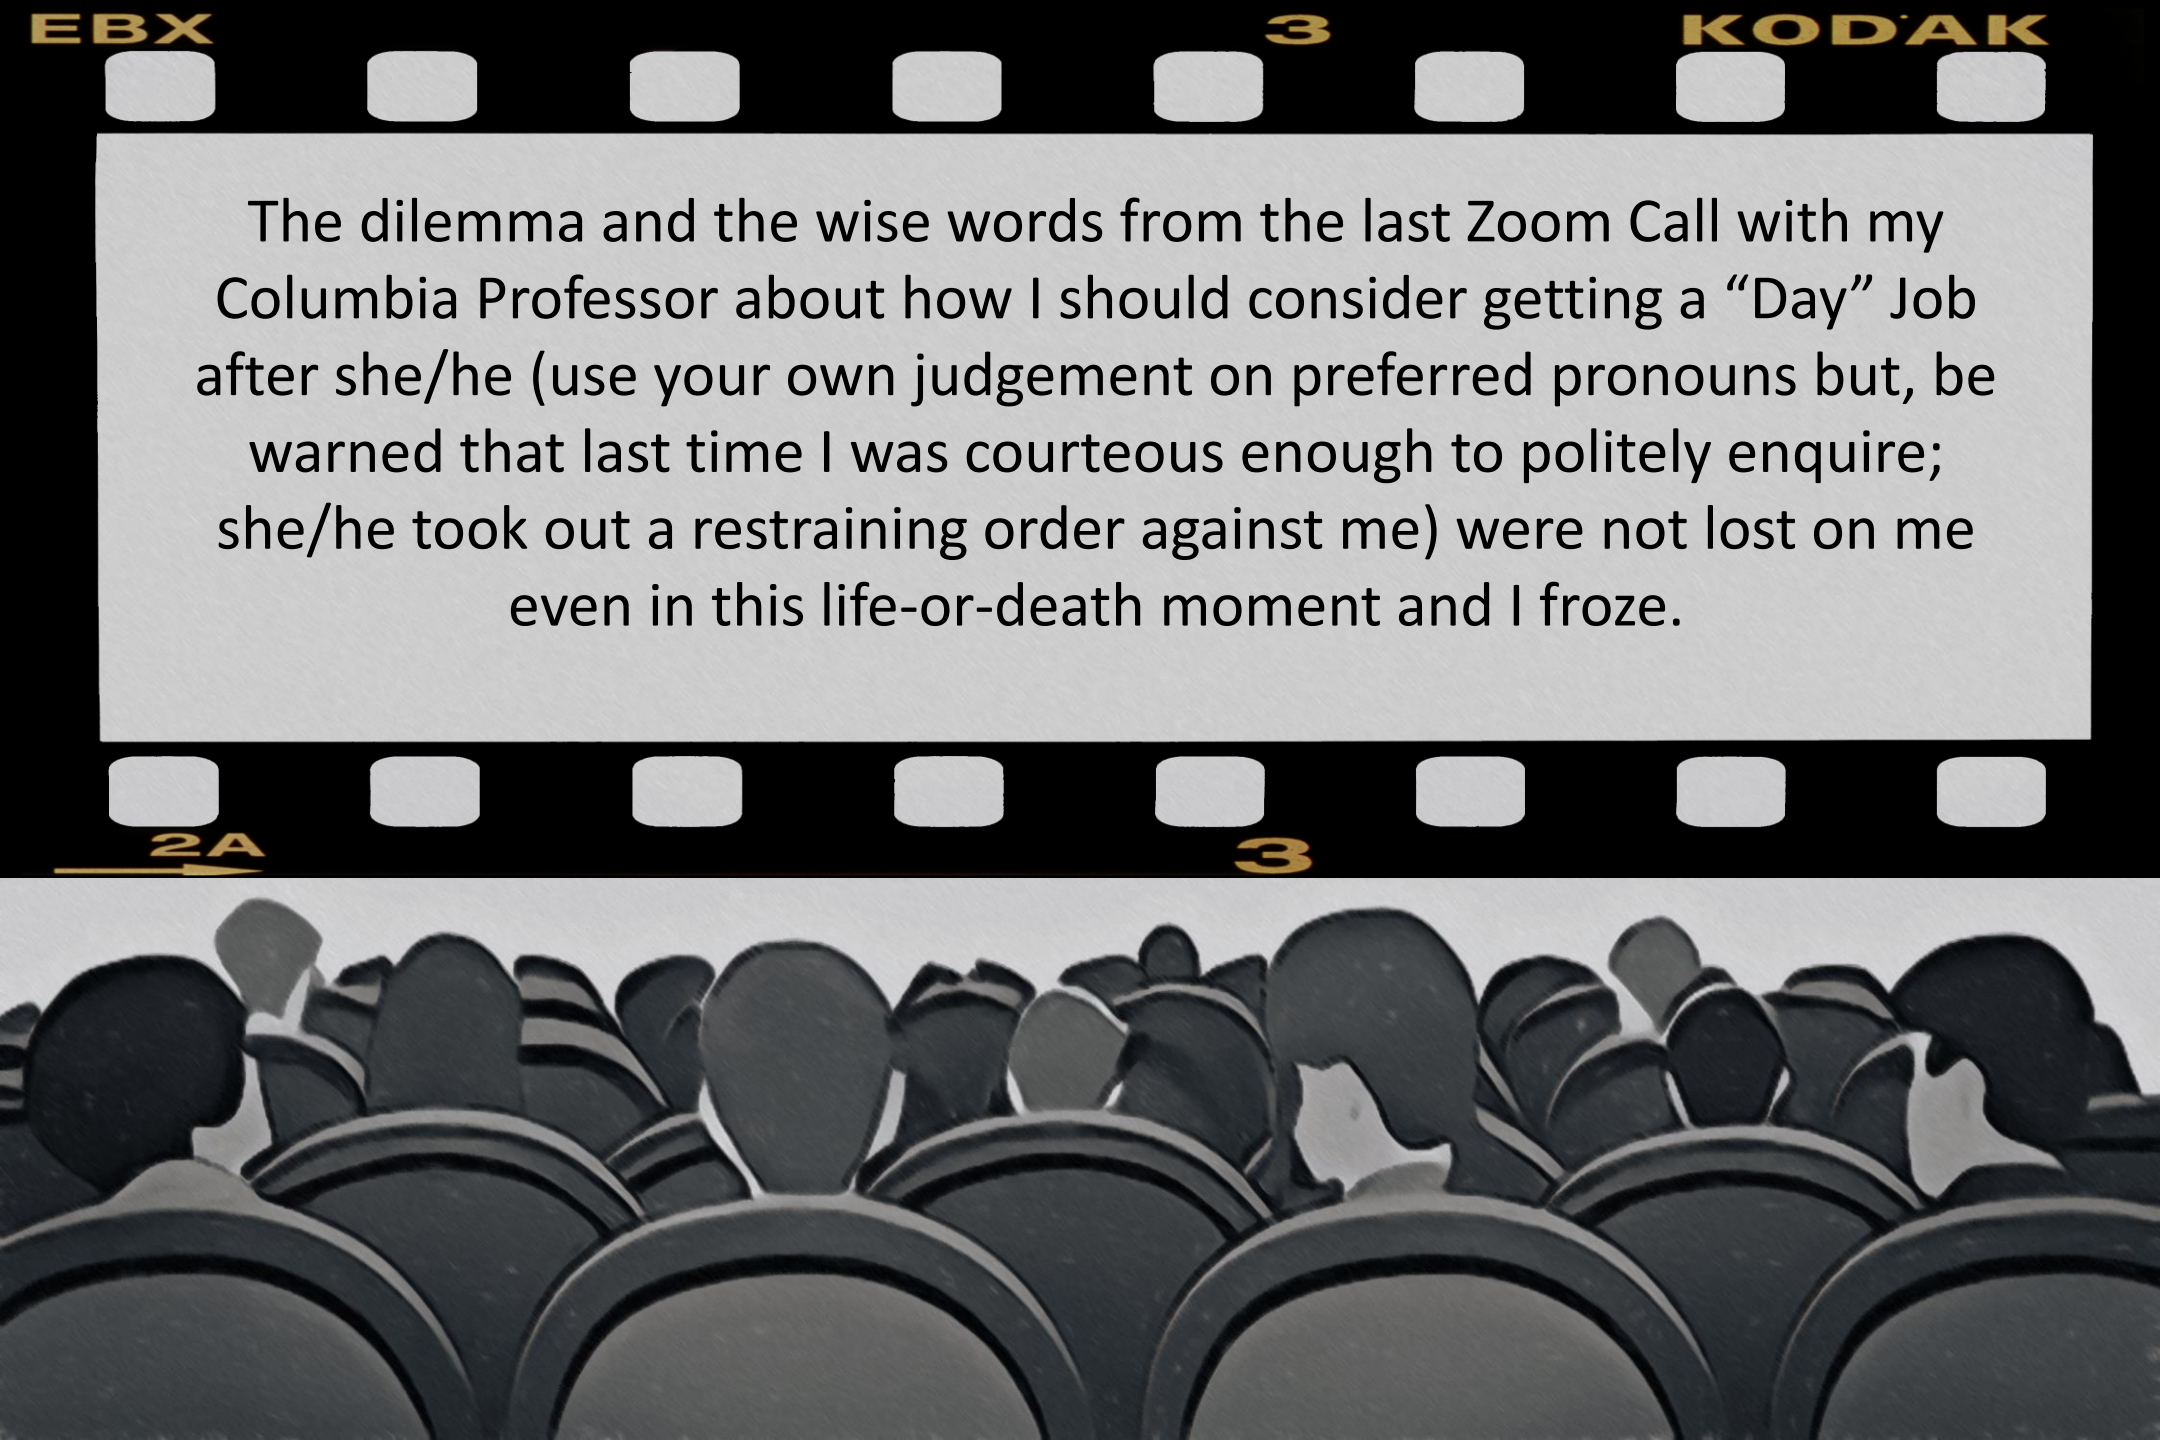 EBX 3 KODAK
The dilemma and the wise words from the last Zoom Call with my
Columbia Professor about how I should consider getting a “Day” Job
after she/he (use your own judgement on preferred pronouns but, be
warned that last time I was courteous enough to politely enquire;
she/he took out a restraining order against me) were not lost on me
even in this life-or-death moment and I froze.
2A 3